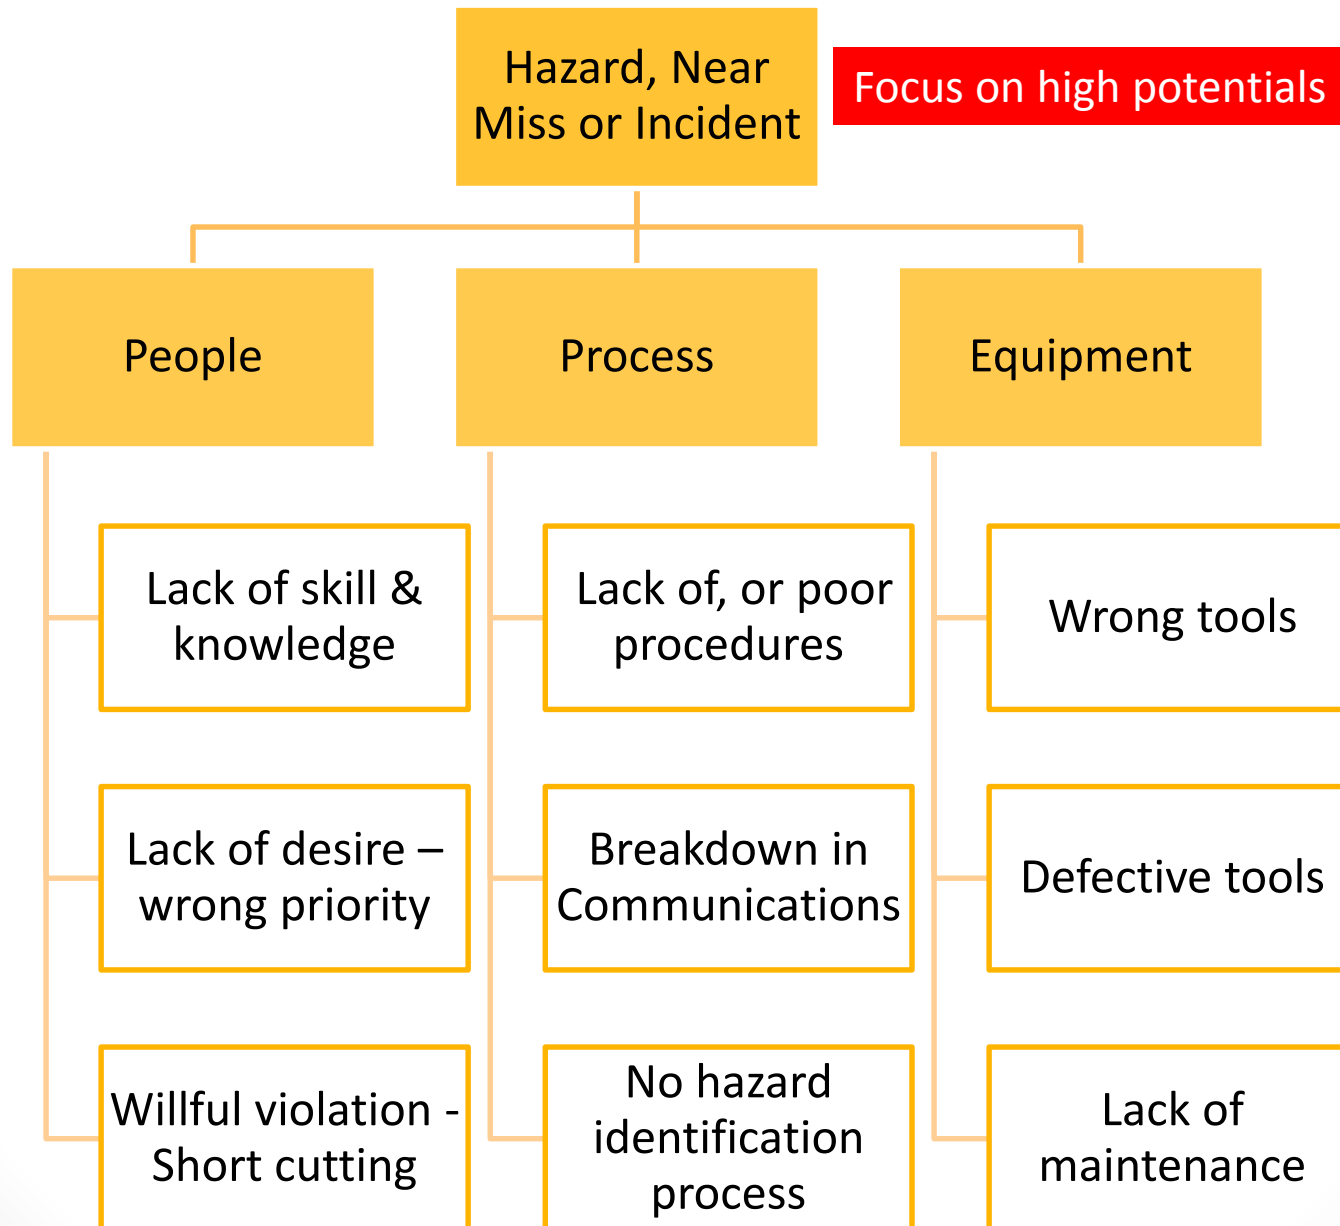 Hazard, Near
Miss or Incident
Focus on high potentials
People
Process
Equipment
Lack of skill &
knowledge
Lack of, or poor
procedures
Wrong tools
Lack of desire –
wrong priority
Breakdown in
Communications
Defective tools
Willful violation -
Short cutting
No hazard
identification
process
Lack of
maintenance